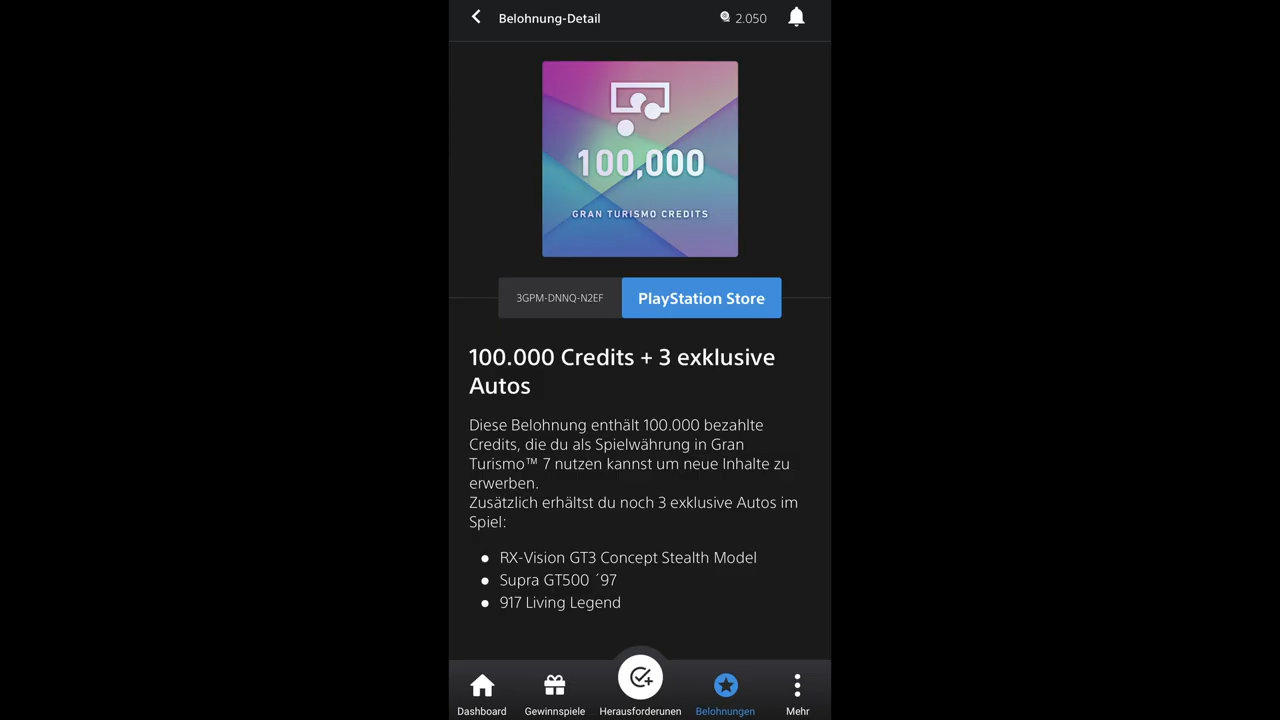 Belohnung-Detail
2.050
100,000
GRAN TURISMO CREDITS
3GPM-DNNQ-N2EF
PlayStation Store
100.000 Credits + 3 exklusive
Autos
Diese Belohnung enthält 100.000 bezahlte
Credits, die du als Spielwährung in Gran
Turismo™ 7 nutzen kannst um neue Inhalte zu
erwerben.
Zusätzlich erhältst du noch 3 exklusive Autos im
Spiel:
● RX-Vision GT3 Concept Stealth Model
● Supra GT500 ´97
● 917 Living Legend
Dashboard
Gewinnspiele
Herausforderunen
Belohnungen
Mehr